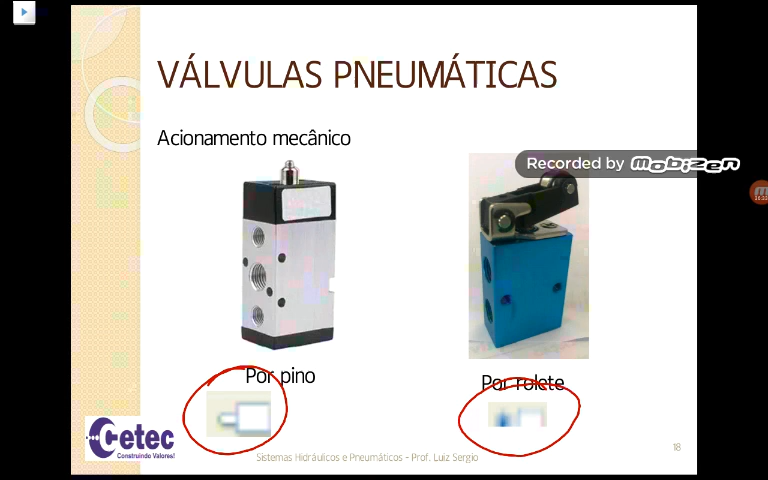 VÁLVULAS PNEUMÁTICAS
Acionamento mecânico
Recorded by mobizen
Por pino
Por rolete
etec
Construindo Valores!
Sistemas Hidráulicos e Pneumáticos - Prof. Luiz Sergio
18